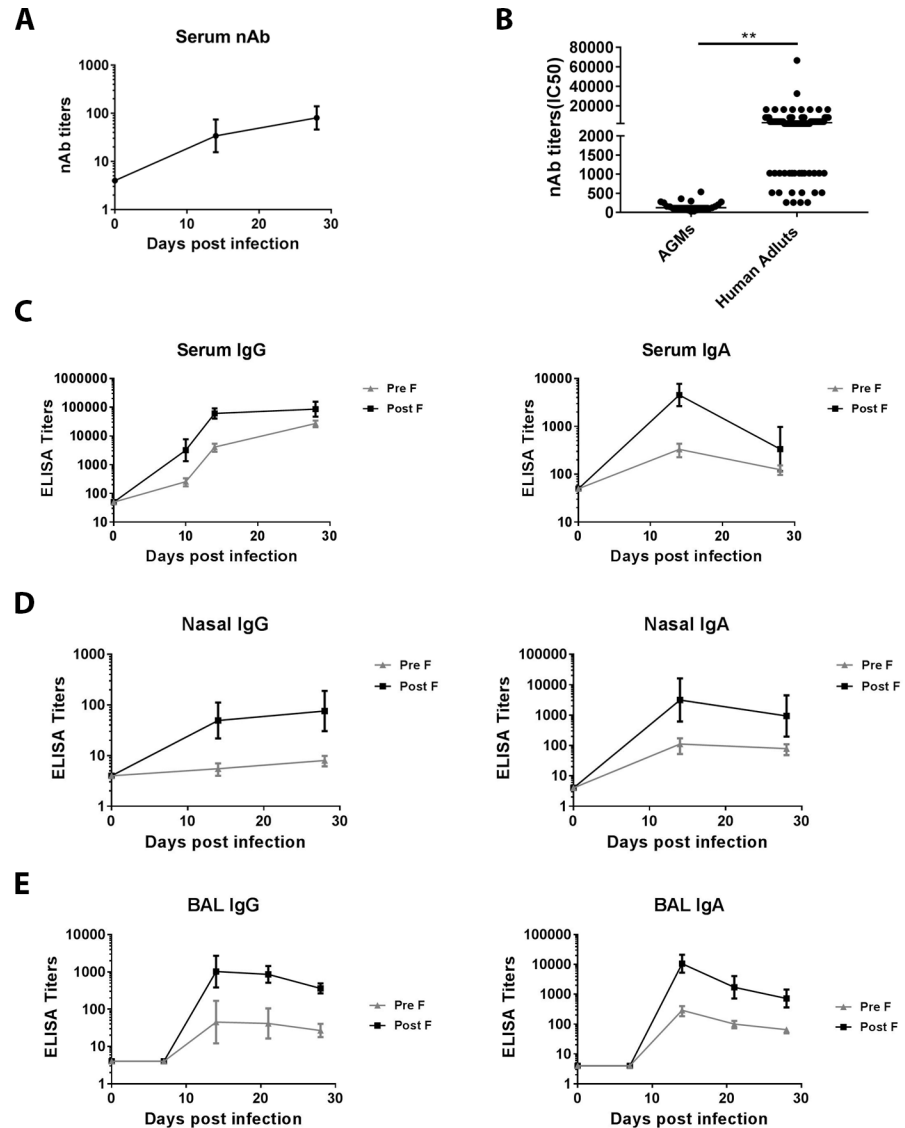 A
Serum nAb
1000
100
10
1
nAb titers
0 10 20 30
Days post infection
B
**
80000
60000
40000
20000
2000
1500
1000
500
0
nAb titers(IC50)
AGMs
Human Adluts
C
Serum IgG
1000000
100000
10000
1000
100
10
ELISA Titers
0 10 20 30
Days post infection
Pre F
Post F
Serum IgA
10000
1000
100
10
ELISA Titers
0 10 20 30
Days post infection
Pre F
Post F
D
Nasal IgG
1000
100
10
1
ELISA Titers
0 10 20 30
Days post infection
Pre F
Post F
Nasal IgA
100000
10000
1000
100
10
1
ELISA Titers
0 10 20 30
Days post infection
Pre F
Post F
E
BAL IgG
10000
1000
100
10
1
ELISA Titers
0 10 20 30
Days post infection
Pre F
Post F
BAL IgA
100000
10000
1000
100
10
1
ELISA Titers
0 10 20 30
Days post infection
Pre F
Post F